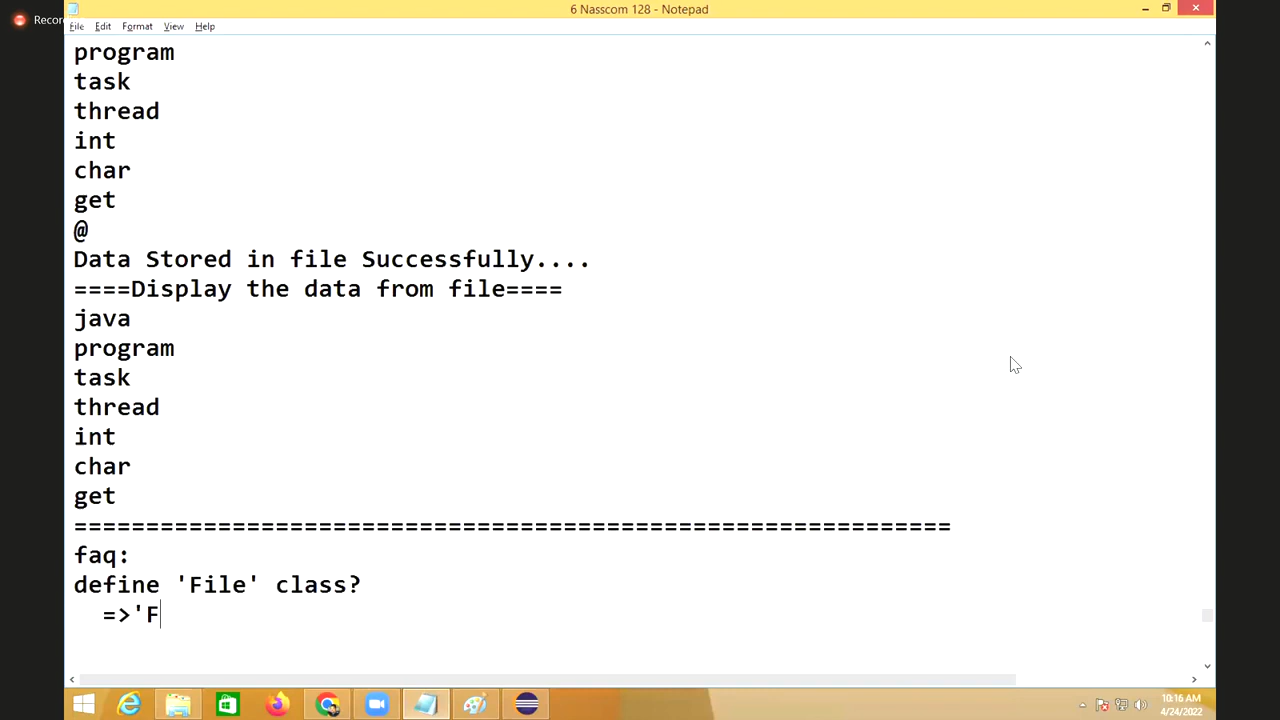 Recor
6 Nasscom 128 - Notepad
File Edit Format View Help
program
task
thread
int
char
get
@
Data Stored in file Successfully....
====Display the data from file====
java
program
task
thread
int
char
get
=============================================================
faq:
define 'File' class?
=>'F
10:16 AM
4/24/2022